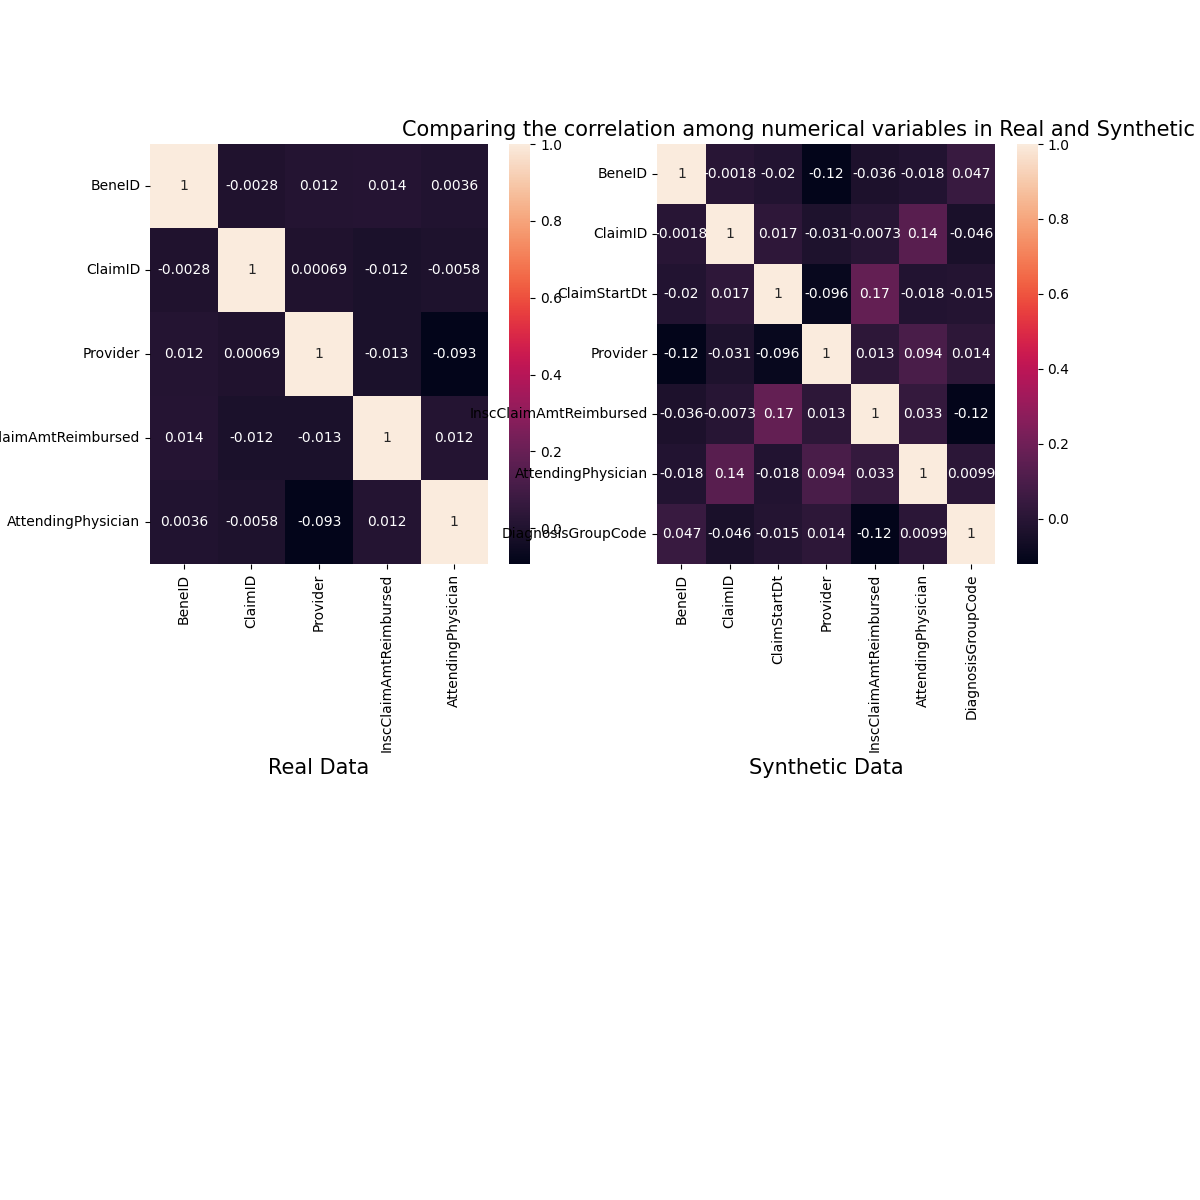 Comparing the correlation among numerical variables in Real and Synthetic
BeneID 1 -0.0028 0.012 0.014 0.0036
ClaimID -0.0028 1 0.00069 -0.012 -0.0058
Provider 0.012 0.00069 1 -0.013 -0.093
laimAmtReimbursed 0.014 -0.012 -0.013 1 0.012
AttendingPhysician 0.0036 -0.0058 -0.093 0.012 1
BeneID ClaimID Provider InscClaimAmtReimbursed AttendingPhysician
1.0
0.8
0.6
0.4
0.2
0.0
Real Data
BeneID 1 -0.0018 -0.02 -0.12 -0.036 -0.018 0.047
ClaimID -0.0018 1 0.017 -0.031 -0.0073 0.14 -0.046
ClaimStartDt -0.02 0.017 1 -0.096 0.17 -0.018 -0.015
Provider -0.12 -0.031 -0.096 1 0.013 0.094 0.014
InscClaimAmtReimbursed -0.036 -0.0073 0.17 0.013 1 0.033 -0.12
AttendingPhysician -0.018 0.14 -0.018 0.094 0.033 1 0.0099
DiagnosisGroupCode 0.047 -0.046 -0.015 0.014 -0.12 0.0099 1
BeneID ClaimID ClaimStartDt Provider InscClaimAmtReimbursed AttendingPhysician DiagnosisGroupCode
1.0
0.8
0.6
0.4
0.2
0.0
Synthetic Data